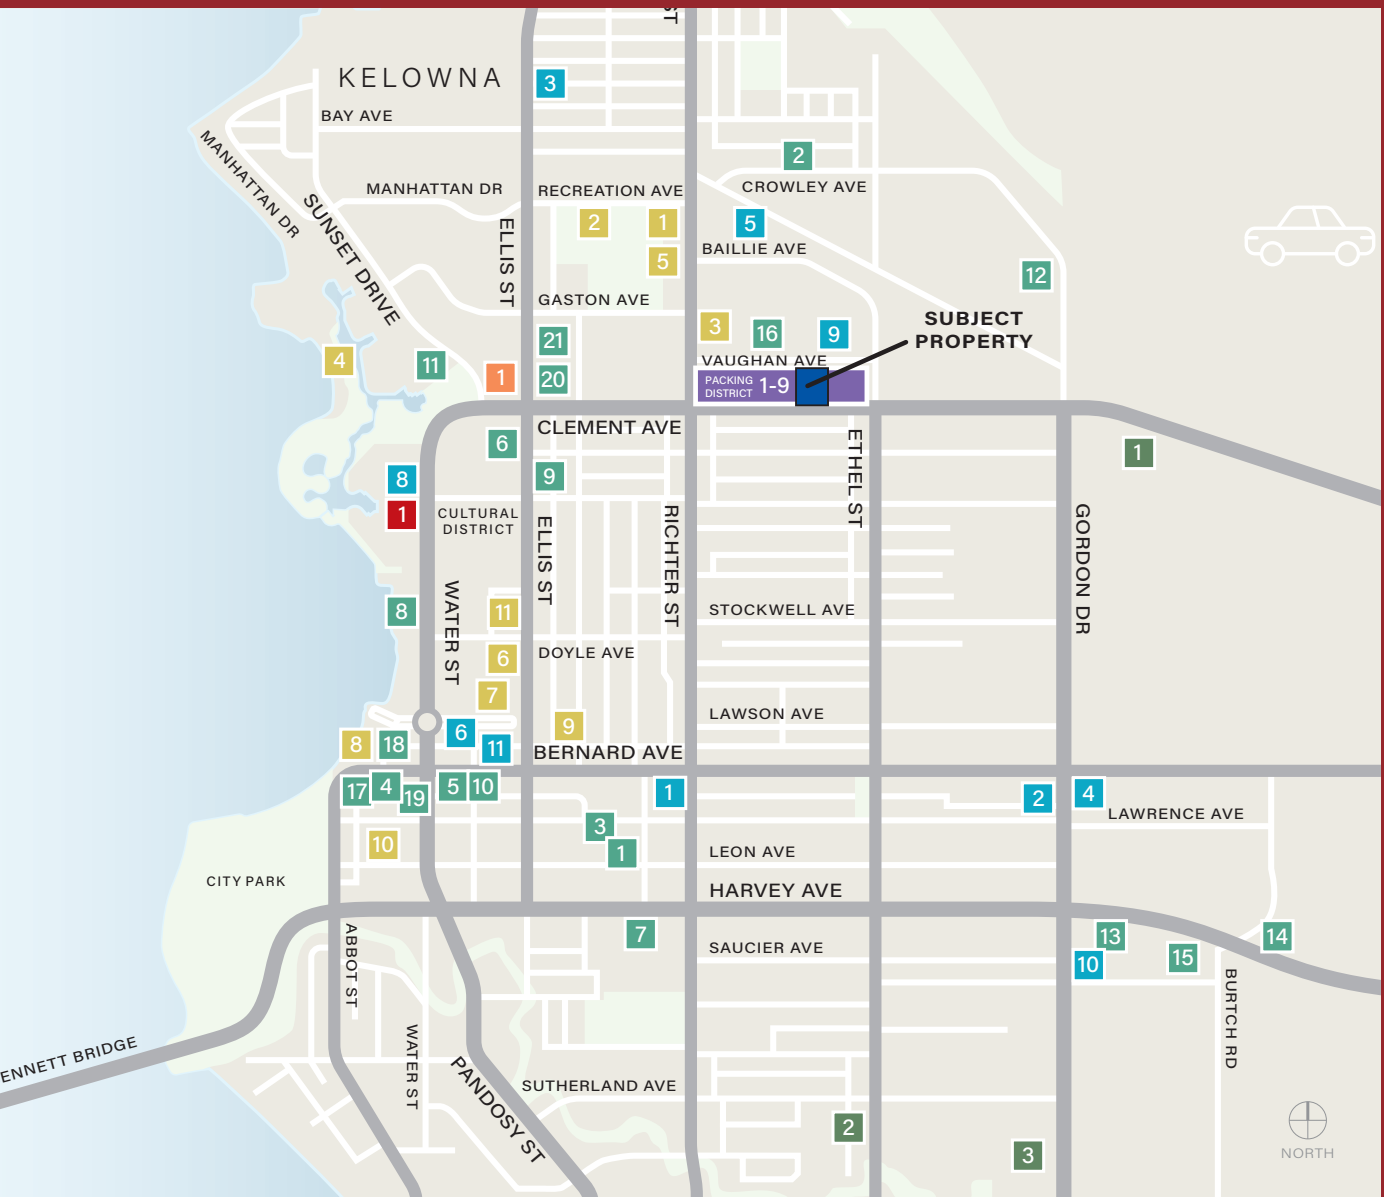 ST
KELOWNA
3
BAY AVE
MANHATTAN DR
2
MANHATTAN DR
RECREATION AVE
CROWLEY AVE
SUNSET DRIVE
ELLIS ST
2
1
5
BAILLIE AVE
5
12
GASTON AVE
SUBJECT
PROPERTY
3
16
9
21
VAUGHAN AVE
4
11
1
20
PACKING
DISTRICT
1-9
CLEMENT AVE
6
ETHEL ST
1
8
9
1
CULTURAL
DISTRICT
ELLIS ST
RICHTER ST
GORDON DR
WATER ST
8
11
STOCKWELL AVE
DOYLE AVE
6
7
LAWSON AVE
9
6
8
18
11
BERNARD AVE
17
4
19
5
10
1
2
4
LAWRENCE AVE
3
10
1
LEON AVE
CITY PARK
HARVEY AVE
ABBOT ST
7
SAUCIER AVE
13
10
15
14
BURTCH RD
ENNETT BRIDGE
WATER ST
PANDOSY ST
SUTHERLAND AVE
2
3
NORTH